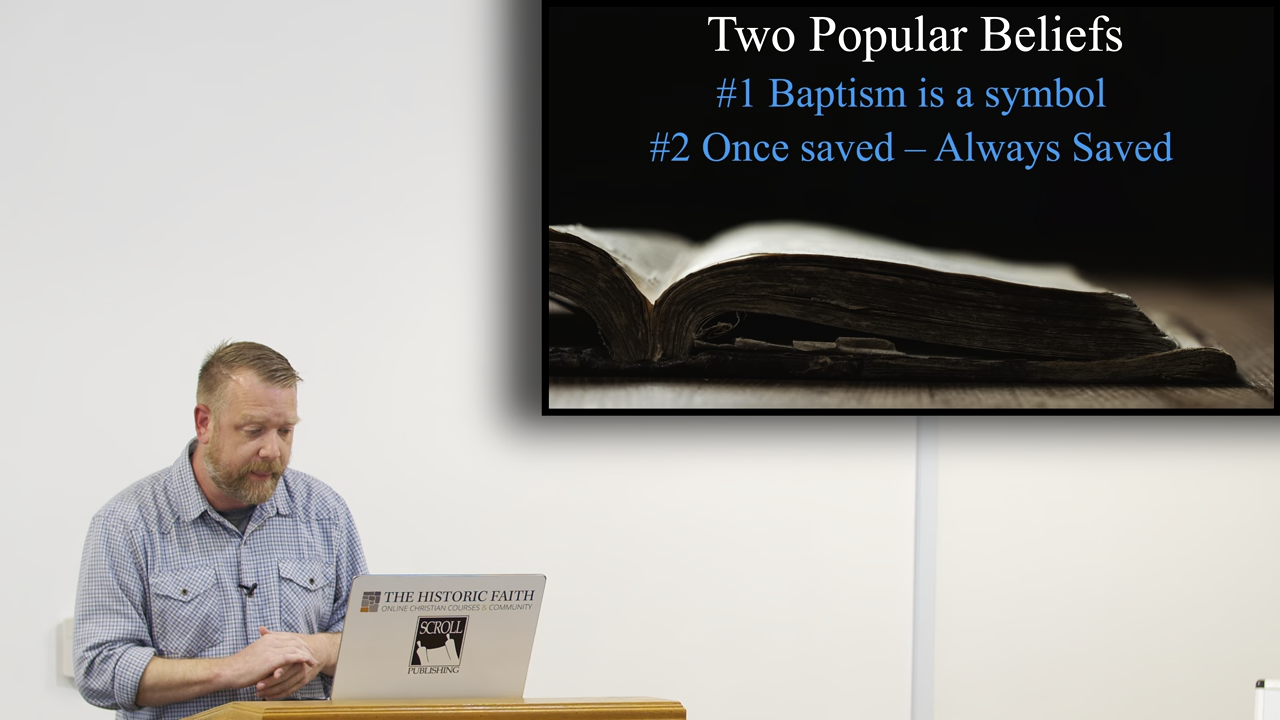 Two Popular Beliefs
#1 Baptism is a symbol
#2 Once saved – Always Saved
THE HISTORIC FAITH
ONLINE CHRISTIAN COURSES & COMMUNITY
SCROLL
PUBLISHING